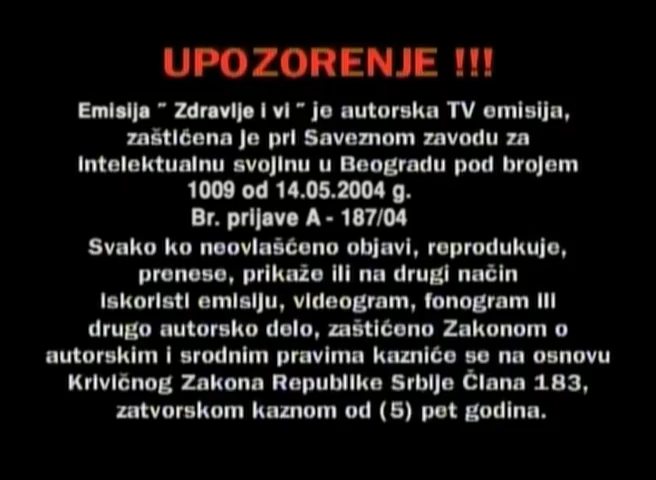 UPOZORENJE !!!
Emisija " Zdravlje i vi " je autorska TV emisija,
zaštićena je pri Saveznom zavodu za
intelektualnu svojinu u Beogradu pod brojem
1009 od 14.05.2004 g.
Br. prijave A - 187/04
Svako ko neovlašćeno objavi, reprodukuje,
prenese, prikaže ili na drugi način
iskoristi emisiju, videogram, fonogram ili
drugo autorsko delo, zaštićeno Zakonom o
autorskim i srodnim pravima kazniće se na osnovu
Krivičnog Zakona Republike Srbije Člana 183,
zatvorskom kaznom od (5) pet godina.